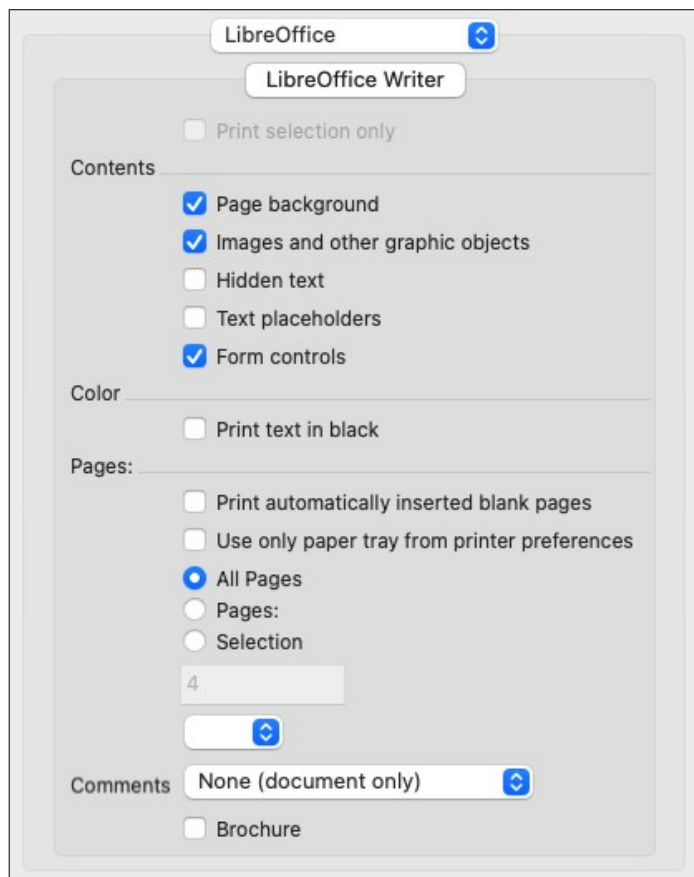 LibreOffice
LibreOffice Writer
Print selection only
Contents
Page background
Images and other graphic objects
Hidden text
Text placeholders
Form controls
Color
Print text in black
Pages:
Print automatically inserted blank pages
Use only paper tray from printer preferences
All Pages
Pages:
Selection
4
Comments None (document only)
Brochure